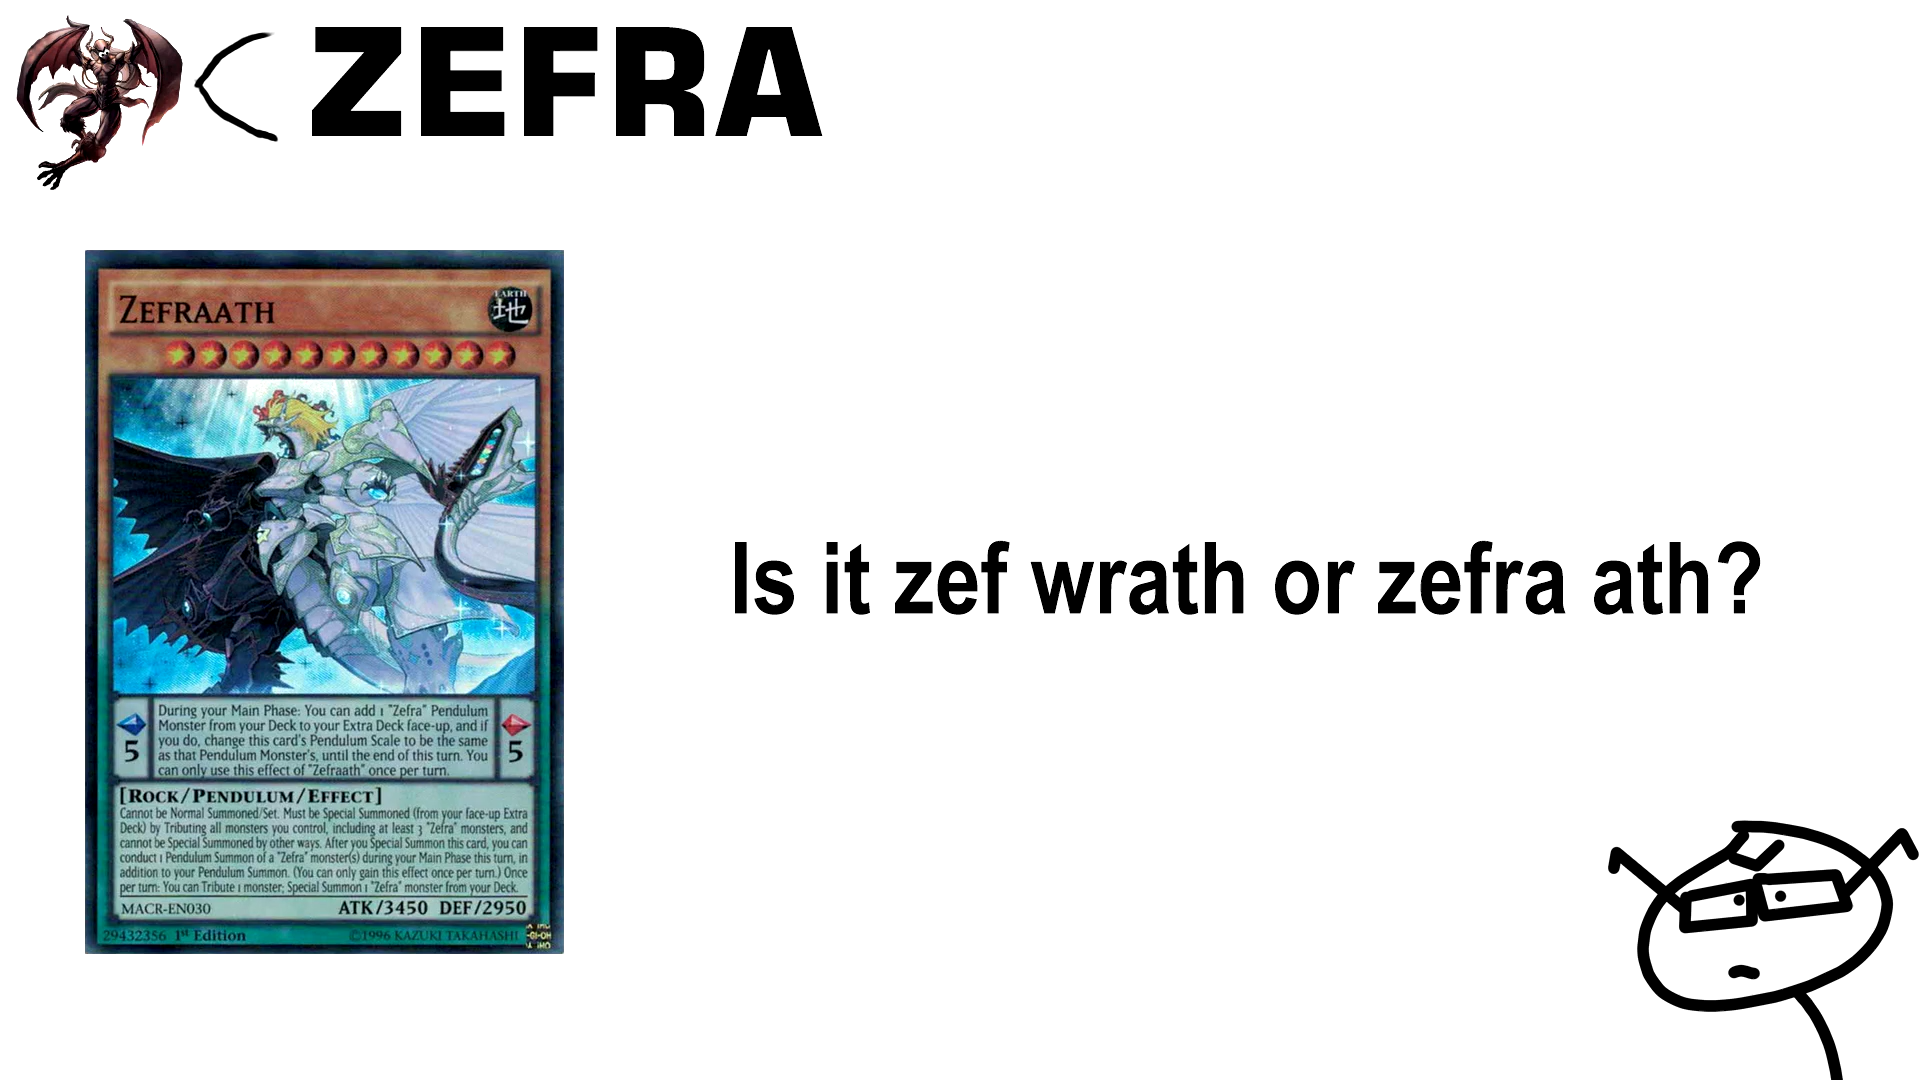 ZEFRA
ZEFRAATH
EARTH
地
During your Main Phase: You can add 1 "Zefra" Pendulum
Monster from your Deck to your Extra Deck face-up, and if
you do, change this card's Pendulum Scale to be the same
as that Pendulum Monster's, until the end of this turn. You
can only use this effect of "Zefraath" once per turn.
5
5
[ROCK/PENDULUM/EFFECT]
Cannot be Normal Summoned/Set. Must be Special Summoned (from your face-up Extra
Deck) by Tributing all monsters you control, including at least 3 "Zefra" monsters, and
cannot be Special Summoned by other ways. After you Special Summon this card, you can
conduct 1 Pendulum Summon of a "Zefra" monster(s) during your Main Phase this turn, in
addition to your Pendulum Summon. (You can only gain this effect once per turn.) Once
per turn: You can Tribute 1 monster; Special Summon 1 "Zefra" monster from your Deck.
MACR-EN030 ATK/3450 DEF/2950
29432356 1st Edition ©1996 KAZUKI TAKAHASHI
Is it zef wrath or zefra ath?